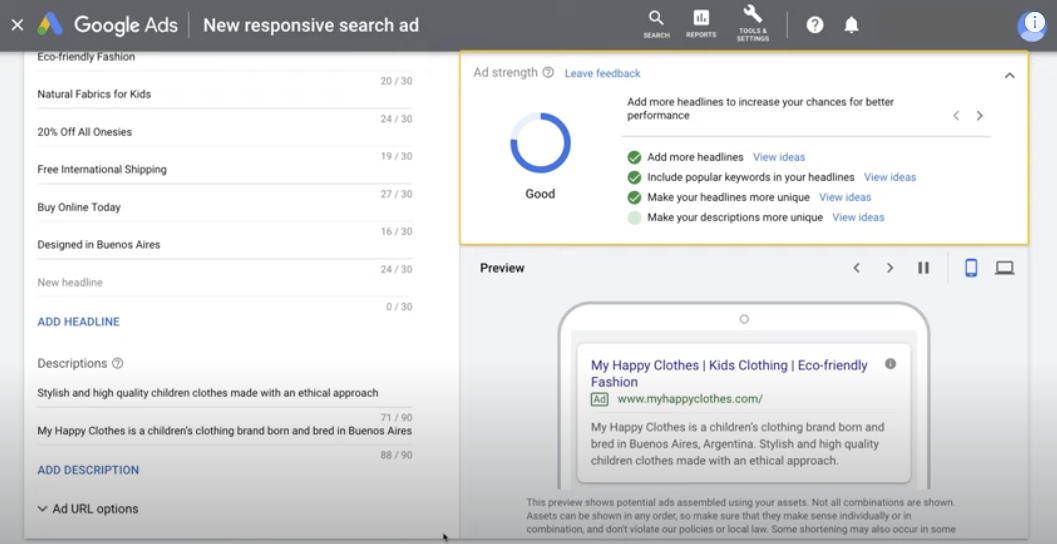 Google Ads
New responsive search ad
SEARCH
REPORTS
TOOLS &
SETTINGS
Eco-friendly Fashion
20 / 30
Natural Fabrics for Kids
24 / 30
20% Off All Onesies
19 / 30
Free International Shipping
27 / 30
Buy Online Today
16 / 30
Designed in Buenos Aires
24 / 30
New headline
0 / 30
ADD HEADLINE
Descriptions
Stylish and high quality children clothes made with an ethical approach
71 / 90
My Happy Clothes is a children's clothing brand born and bred in Buenos Aires
88 / 90
ADD DESCRIPTION
Ad URL options
Ad strength
Leave feedback
Good
Add more headlines to increase your chances for better
performance
Add more headlines View ideas
Include popular keywords in your headlines View ideas
Make your headlines more unique View ideas
Make your descriptions more unique View ideas
Preview
My Happy Clothes | Kids Clothing | Eco-friendly
Fashion
Ad www.myhappyclothes.com/
My Happy Clothes is a children's clothing brand born and
bred in Buenos Aires, Argentina. Stylish and high quality
children clothes made with an ethical approach.
This preview shows potential ads assembled using your assets. Not all combinations are shown.
Assets can be shown in any order, so make sure that they make sense individually or in
combination, and don't violate our policies or local law. Some shortening may also occur in some